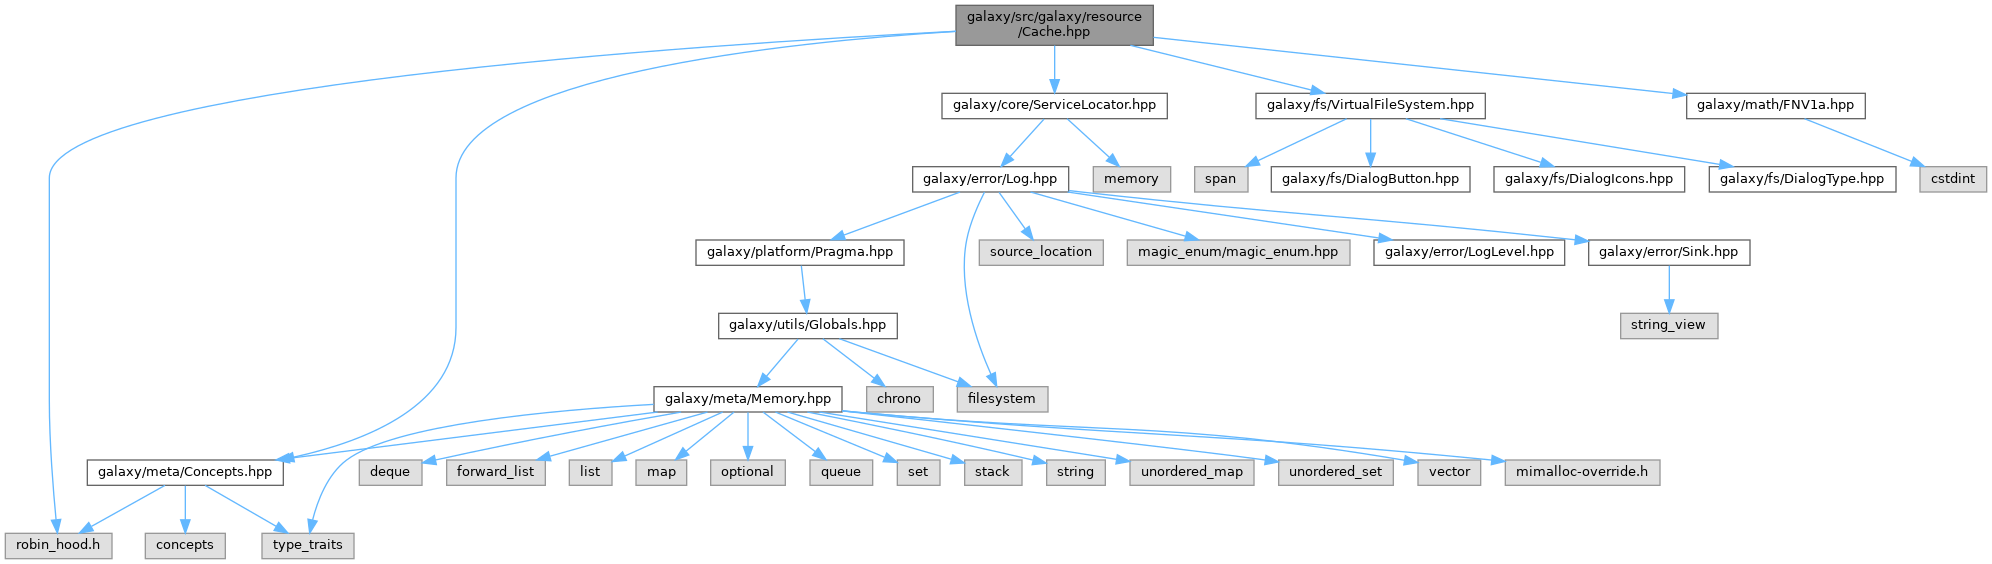 galaxy/src/galaxy/resource
/Cache.hpp
galaxy/core/ServiceLocator.hpp
galaxy/fs/VirtualFileSystem.hpp
galaxy/math/FNV1a.hpp
galaxy/error/Log.hpp
memory
span
galaxy/fs/DialogButton.hpp
galaxy/fs/DialogIcons.hpp
galaxy/fs/DialogType.hpp
cstdint
galaxy/platform/Pragma.hpp
source_location
magic_enum/magic_enum.hpp
galaxy/error/LogLevel.hpp
galaxy/error/Sink.hpp
galaxy/utils/Globals.hpp
string_view
galaxy/meta/Memory.hpp
chrono
filesystem
galaxy/meta/Concepts.hpp
deque
forward_list
list
map
optional
queue
set
stack
string
unordered_map
unordered_set
vector
mimalloc-override.h
robin_hood.h
concepts
type_traits